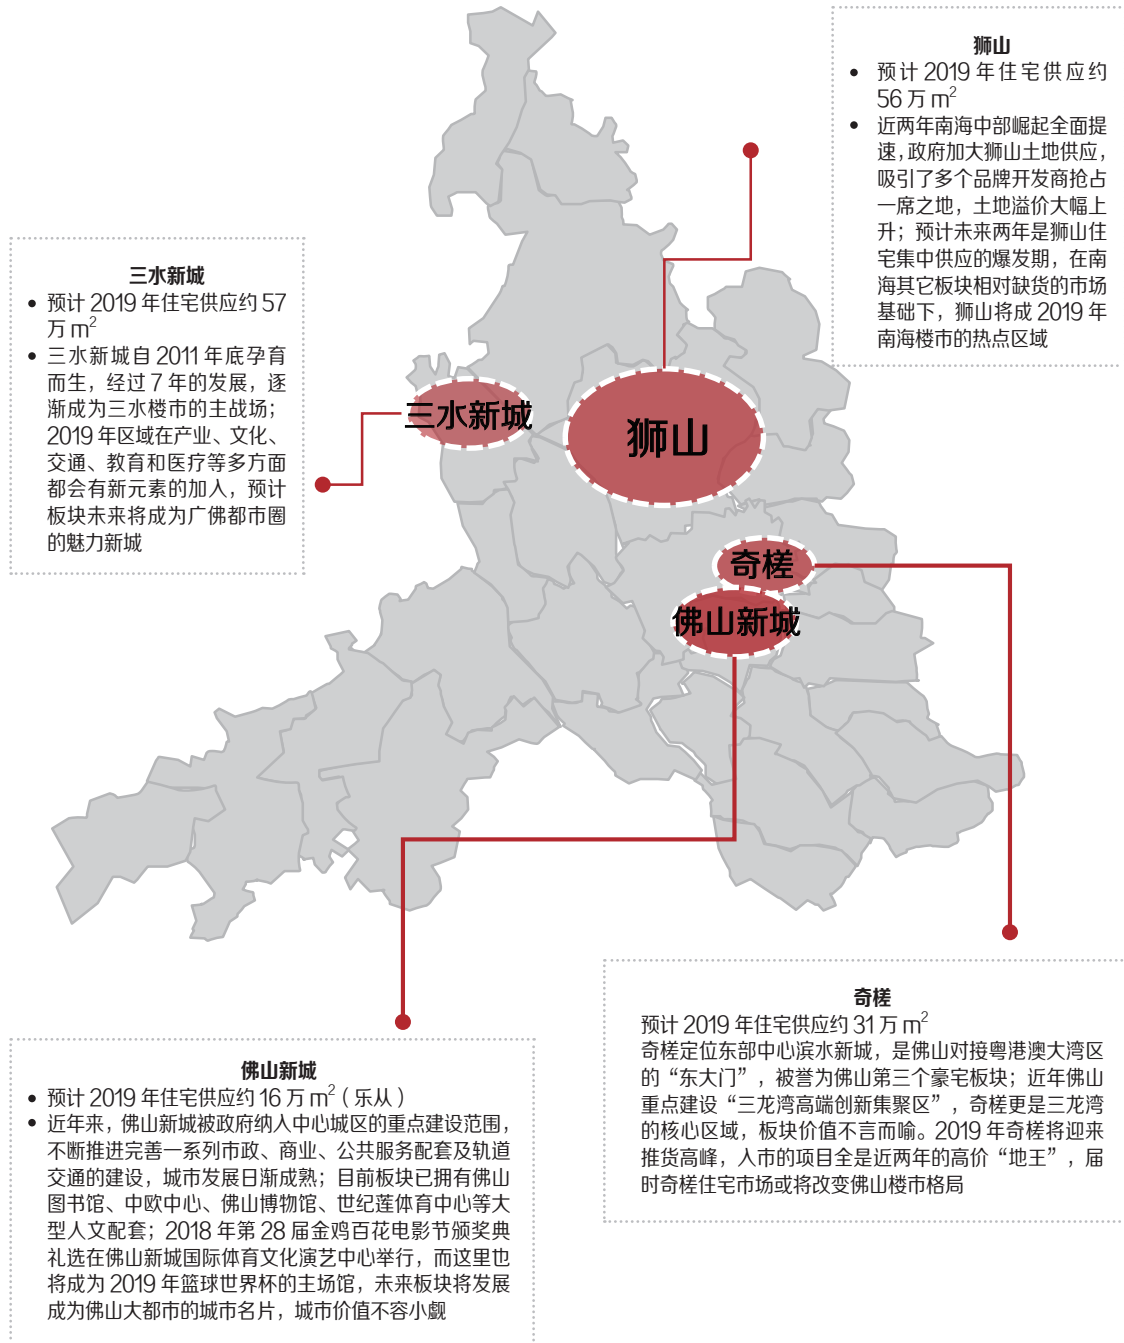 狮山
• 预计 2019 年住宅供应约
56 万 m²
• 近两年南海中部崛起全面提
速，政府加大狮山土地供应，
吸引了多个品牌开发商抢占
一席之地，土地溢价大幅上
升；预计未来两年是狮山住
宅集中供应的爆发期，在南
海其它板块相对缺货的市场
基础下，狮山将成 2019 年
南海楼市的热点区域
三水新城
• 预计 2019 年住宅供应约 57
万 m²
• 三水新城自 2011 年底孕育
而生，经过 7 年的发展，逐
渐成为三水楼市的主战场；
2019 年区域在产业、文化、
交通、教育和医疗等多方面
都会有新元素的加入，预计
板块未来将成为广佛都市圈
的魅力新城
三水新城
狮山
奇槎
佛山新城
奇槎
预计 2019 年住宅供应约 31 万 m²
奇槎定位东部中心滨水新城，是佛山对接粤港澳大湾区
的“东大门”，被誉为佛山第三个豪宅板块；近年佛山
重点建设“三龙湾高端创新集聚区”，奇槎更是三龙湾
的核心区域，板块价值不言而喻。2019 年奇槎将迎来
推货高峰，入市的项目全是近两年的高价“地王”，届
时奇槎住宅市场或将改变佛山楼市格局
佛山新城
• 预计 2019 年住宅供应约 16 万 m²（乐从）
• 近年来，佛山新城被政府纳入中心城区的重点建设范围，
不断推进完善一系列市政、商业、公共服务配套及轨道
交通的建设，城市发展日渐成熟；目前板块已拥有佛山
图书馆、中欧中心、佛山博物馆、世纪莲体育中心等大
型人文配套；2018 年第 28 届金鸡百花电影节颁奖典
礼选在佛山新城国际体育文化演艺中心举行，而这里也
将成为 2019 年篮球世界杯的主场馆，未来板块将发展
成为佛山大都市的城市名片，城市价值不容小觑